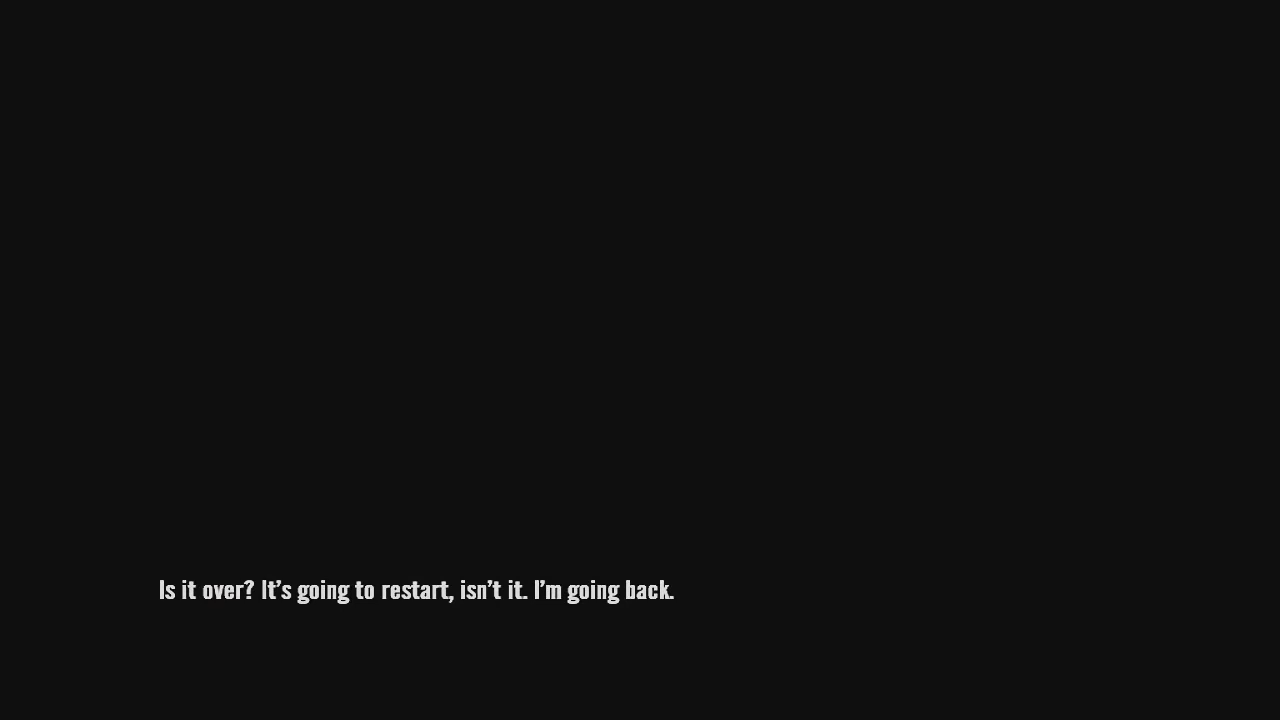 Is it over? It’s going to restart, isn’t it. I’m going back.